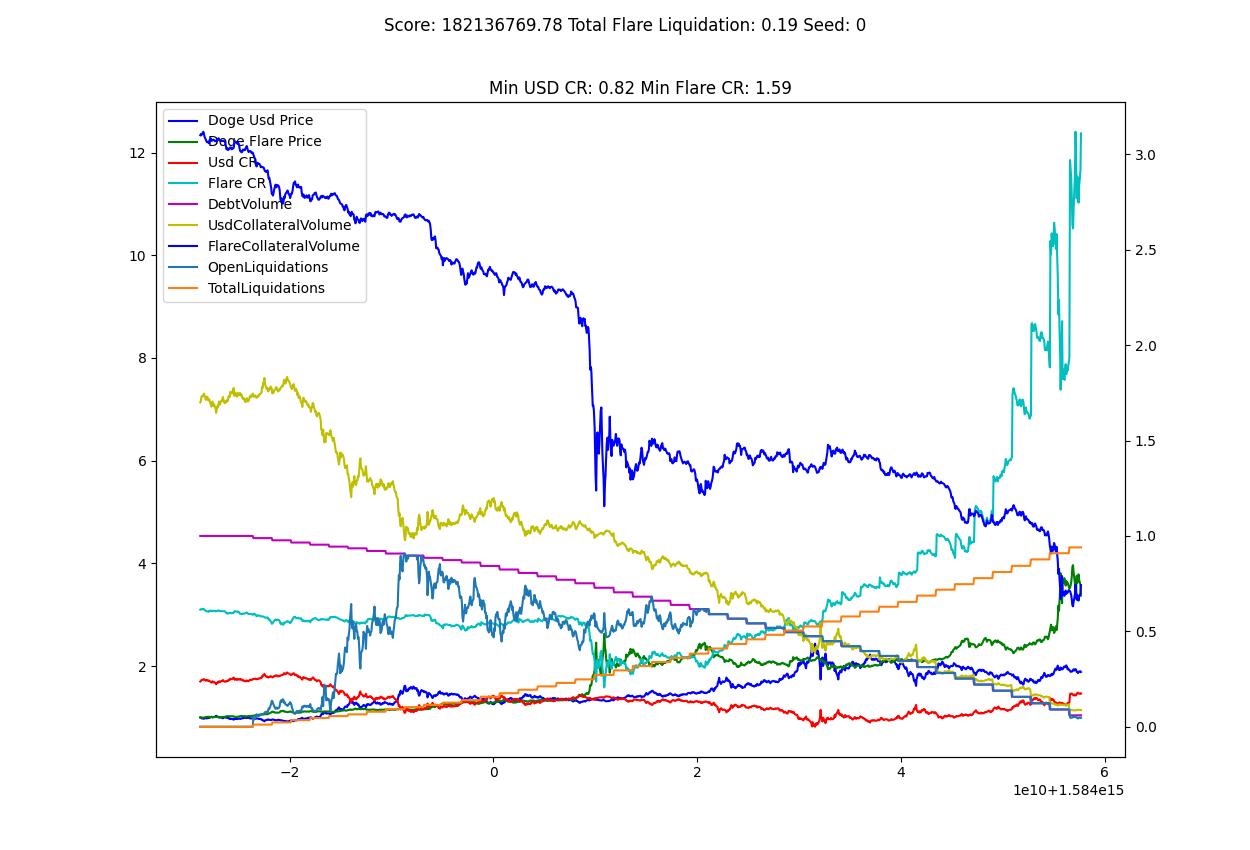 Score: 182136769.78 Total Flare Liquidation: 0.19 Seed: 0
Min USD CR: 0.82 Min Flare CR: 1.59
Doge Usd Price
Doge Flare Price
Usd CR
Flare CR
DebtVolume
UsdCollateralVolume
FlareCollateralVolume
OpenLiquidations
TotalLiquidations
12
10
8
6
4
2
3.0
2.5
2.0
1.5
1.0
0.5
0.0
−2
0
2
4
6
1e10+1.584e15